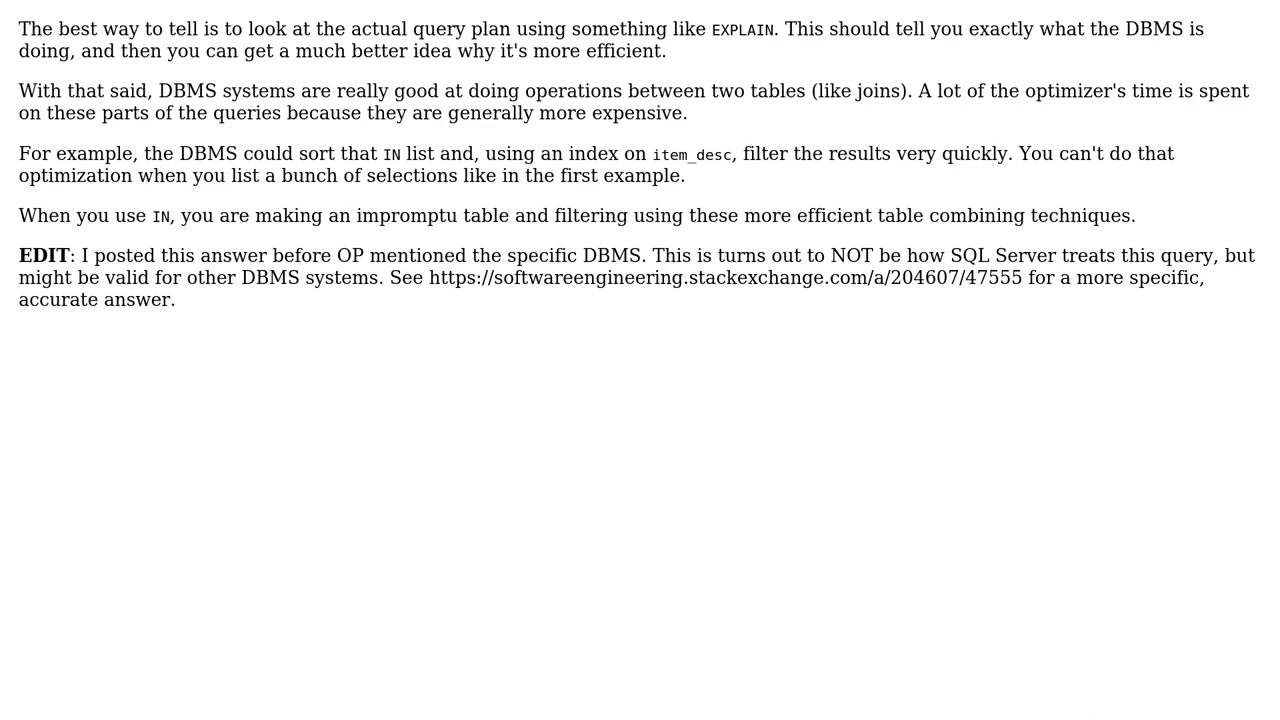 The best way to tell is to look at the actual query plan using something like EXPLAIN. This should tell you exactly what the DBMS is
doing, and then you can get a much better idea why it's more efficient.
With that said, DBMS systems are really good at doing operations between two tables (like joins). A lot of the optimizer's time is spent
on these parts of the queries because they are generally more expensive.
For example, the DBMS could sort that IN list and, using an index on item_desc, filter the results very quickly. You can't do that
optimization when you list a bunch of selections like in the first example.
When you use IN, you are making an impromptu table and filtering using these more efficient table combining techniques.
EDIT: I posted this answer before OP mentioned the specific DBMS. This is turns out to NOT be how SQL Server treats this query, but
might be valid for other DBMS systems. See https://softwareengineering.stackexchange.com/a/204607/47555 for a more specific,
accurate answer.